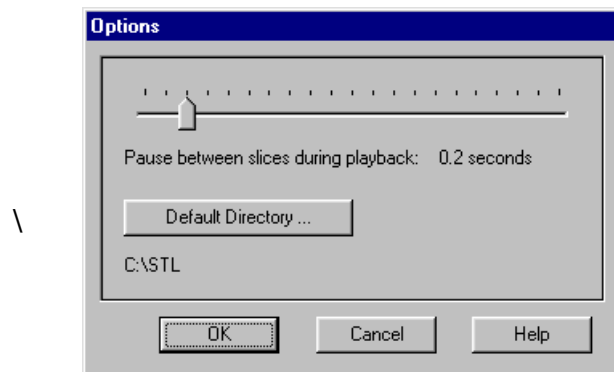 Options
Pause between slices during playback: 0.2 seconds
Default Directory ...
\
C:\STL
OK Cancel Help